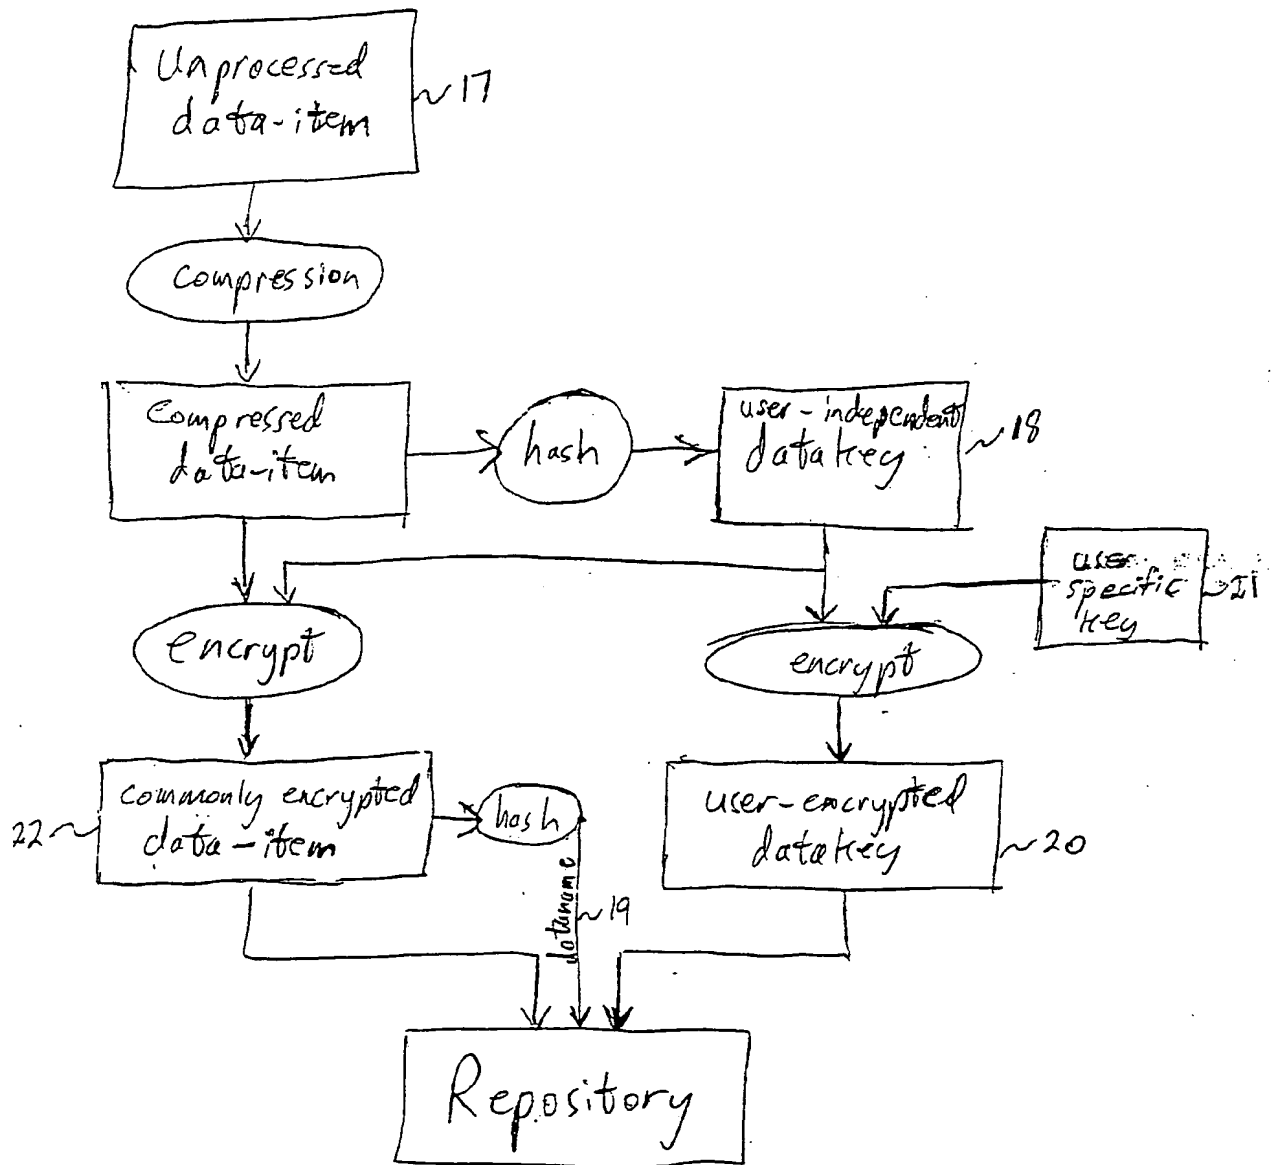 Unprocessed
data-item
17
Compression
Compressed
data-item
hash
user-independent
datakey
18
user
specific
key
21
encrypt
encrypt
commonly encrypted
data-item
22
hash
dataname
19
user-encrypted
datakey
20
Repository